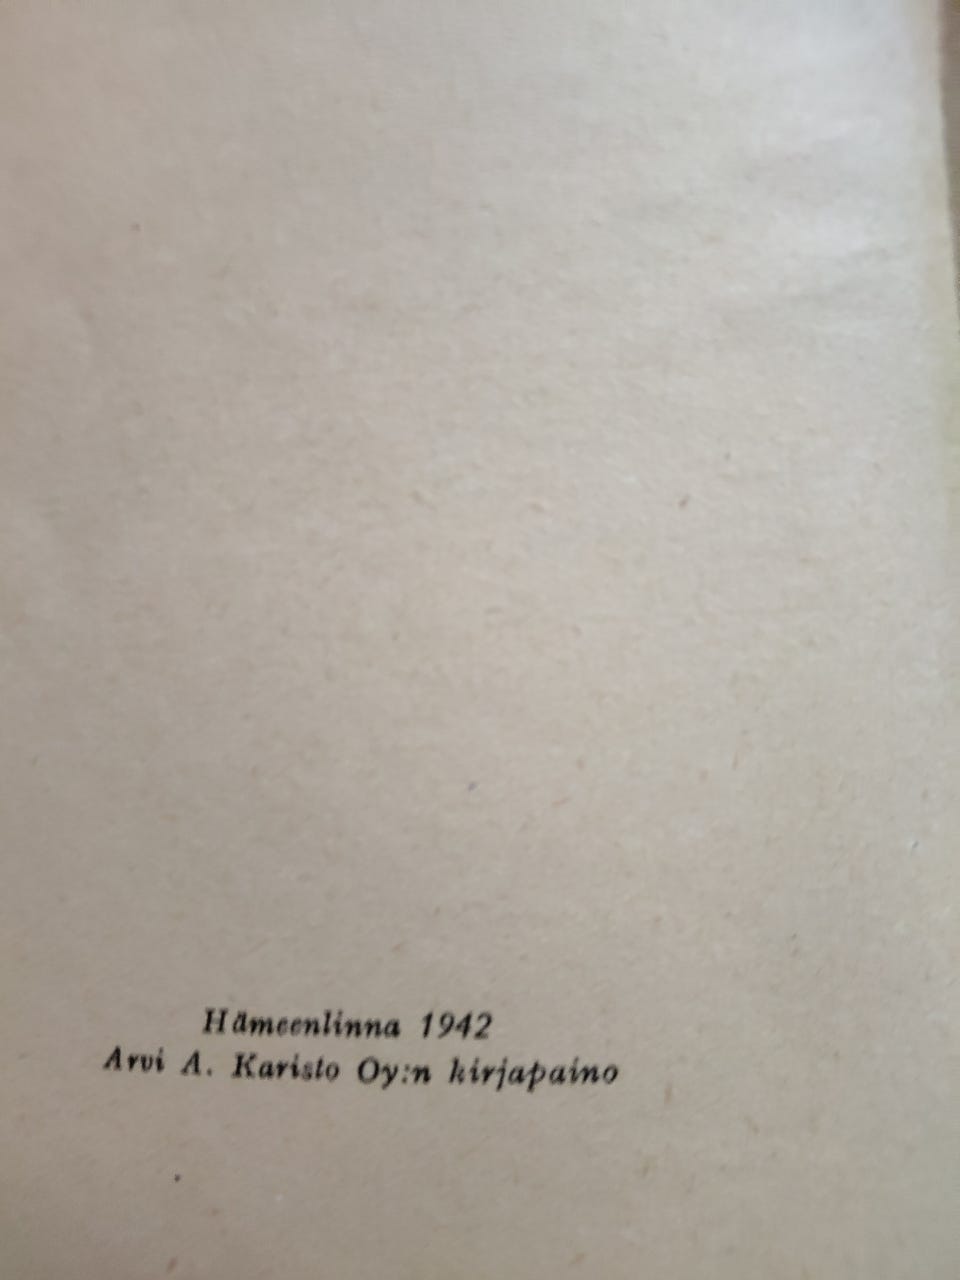 Hämeenlinna 1942
Arvi A. Karisto Oy:n kirjapaino